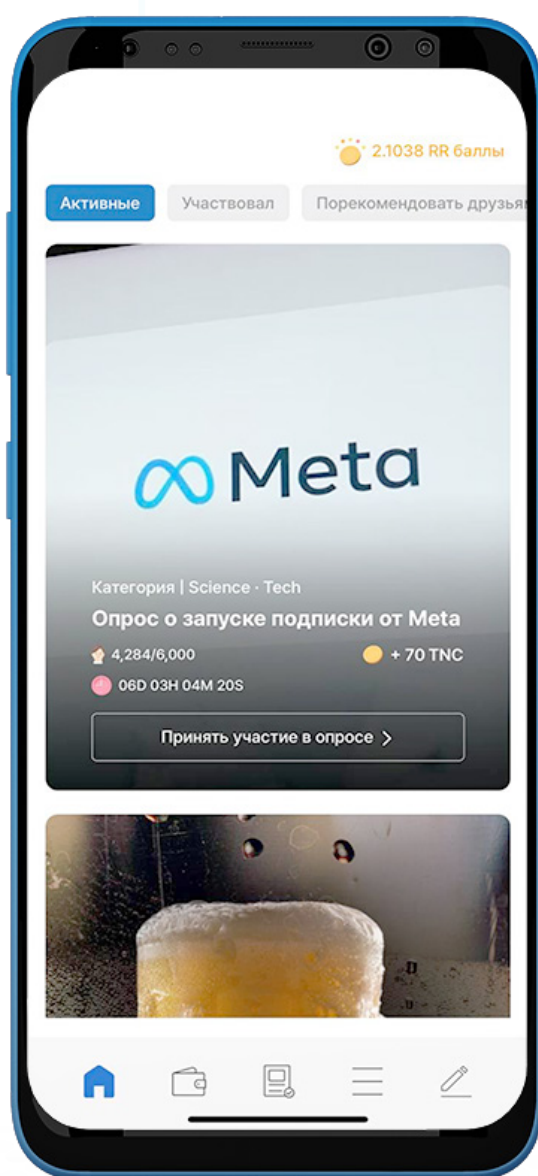 2.1038 RR баллы
Активные
Участвовал
Порекомендовать друзьям
Meta
Категория | Science · Tech
Опрос о запуске подписки от Meta
4,284/6,000
+ 70 TNC
06D 03H 04M 20S
Принять участие в опросе >